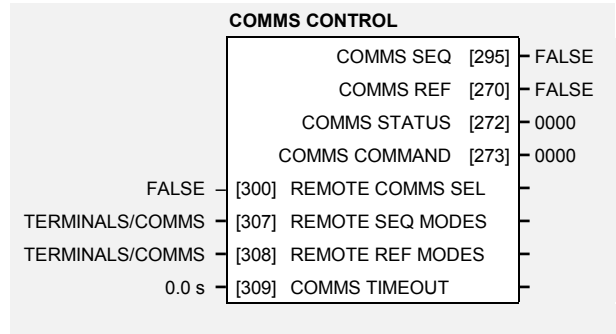 COMMS CONTROL
COMMS SEQ [295] FALSE
COMMS REF [270] FALSE
COMMS STATUS [272] 0000
COMMS COMMAND [273] 0000
FALSE [300] REMOTE COMMS SEL
TERMINALS/COMMS [307] REMOTE SEQ MODES
TERMINALS/COMMS [308] REMOTE REF MODES
0.0 s [309] COMMS TIMEOUT